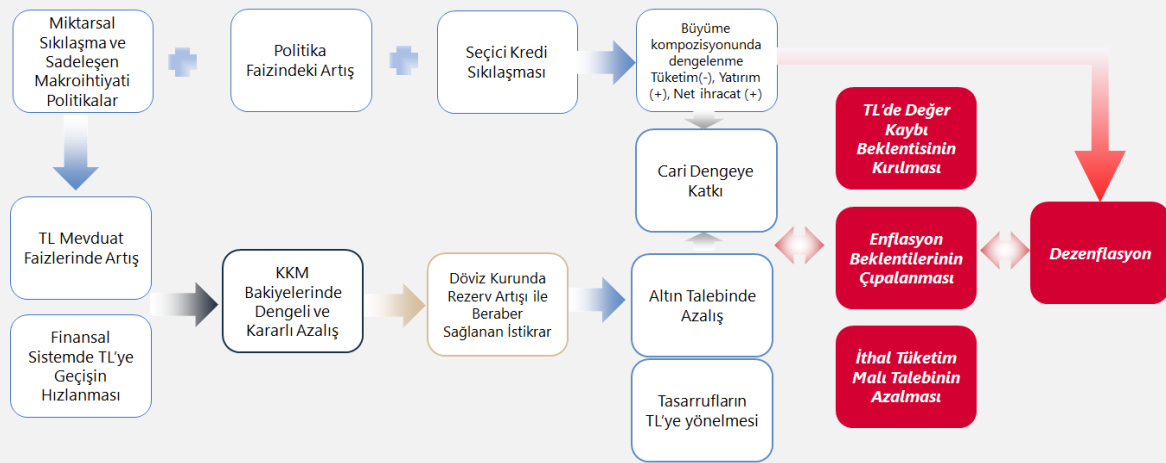 Miktarsal
Sıkılaşma ve
Sadeleşen
Makroihtiyati
Politikalar
Politika
Faizindeki Artış
Seçici Kredi
Sıkılaşması
Büyüme
kompozisyonunda
dengelenme
Tüketim(-), Yatırım
(+), Net ihracat (+)
TL'de Değer
Kaybı
Beklentisinin
Kırılması
Cari Dengeye
Katkı
TL Mevduat
Faizlerinde Artış
KKM
Bakiyelerinde
Dengeli ve
Kararlı Azalış
Döviz Kurunda
Rezerv Artışı ile
Beraber
Sağlanan İstikrar
Altın Talebinde
Azalış
Enflasyon
Beklentilerinin
Çıpalanması
Dezenflasyon
Finansal
Sistemde TL'ye
Geçişin
Hızlanması
Tasarrufların
TL'ye yönelmesi
İthal Tüketim
Malı Talebinin
Azalması